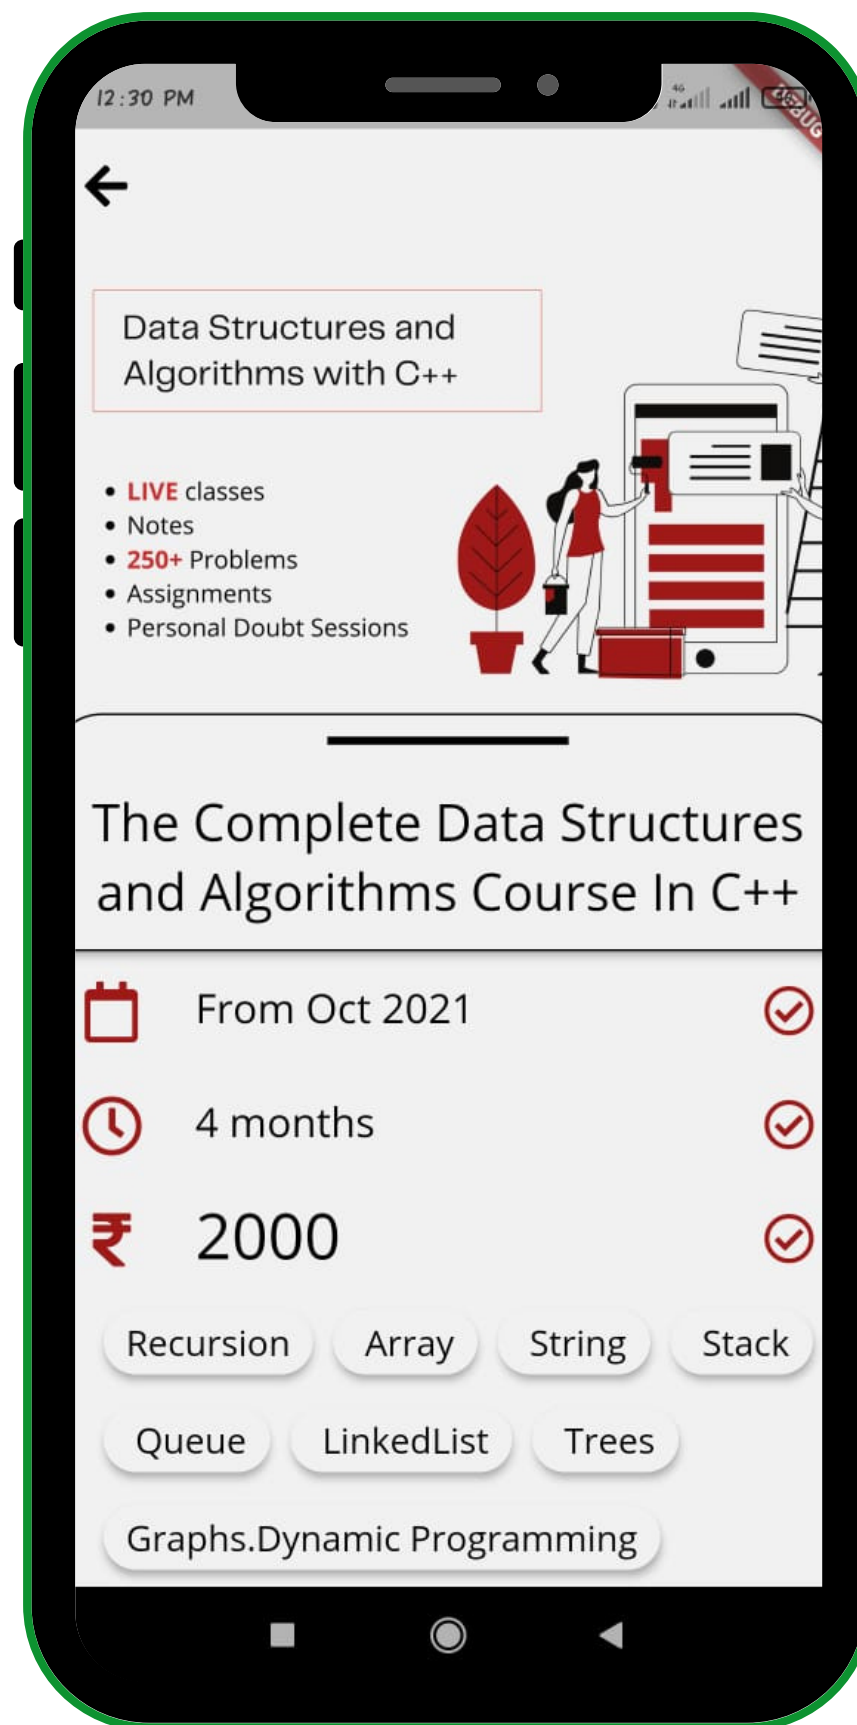 12:30 PM
4G
DEBUG
Data Structures and
Algorithms with C++
• LIVE classes
• Notes
• 250+ Problems
• Assignments
• Personal Doubt Sessions
The Complete Data Structures
and Algorithms Course In C++
From Oct 2021
4 months
₹ 2000
Recursion Array String Stack
Queue LinkedList Trees
Graphs.Dynamic Programming